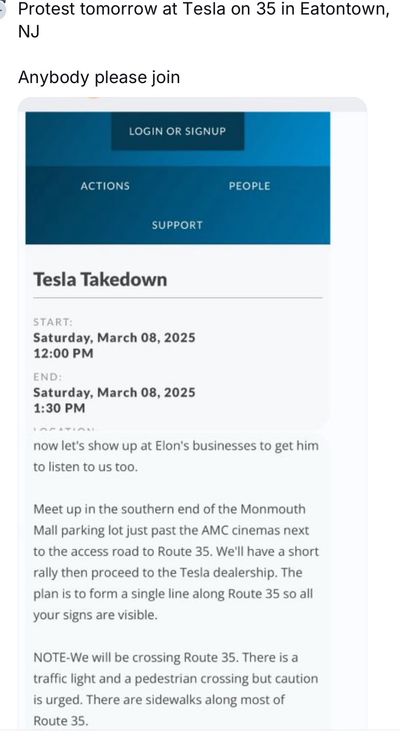 Protest tomorrow at Tesla on 35 in Eatontown,
NJ
Anybody please join
LOGIN OR SIGNUP
ACTIONS
PEOPLE
SUPPORT
Tesla Takedown
START:
Saturday, March 08, 2025
12:00 PM
END:
Saturday, March 08, 2025
1:30 PM
LOCATION:
now let's show up at Elon's businesses to get him
to listen to us too.
Meet up in the southern end of the Monmouth
Mall parking lot just past the AMC cinemas next
to the access road to Route 35. We'll have a short
rally then proceed to the Tesla dealership. The
plan is to form a single line along Route 35 so all
your signs are visible.
NOTE-We will be crossing Route 35. There is a
traffic light and a pedestrian crossing but caution
is urged. There are sidewalks along most of
Route 35.